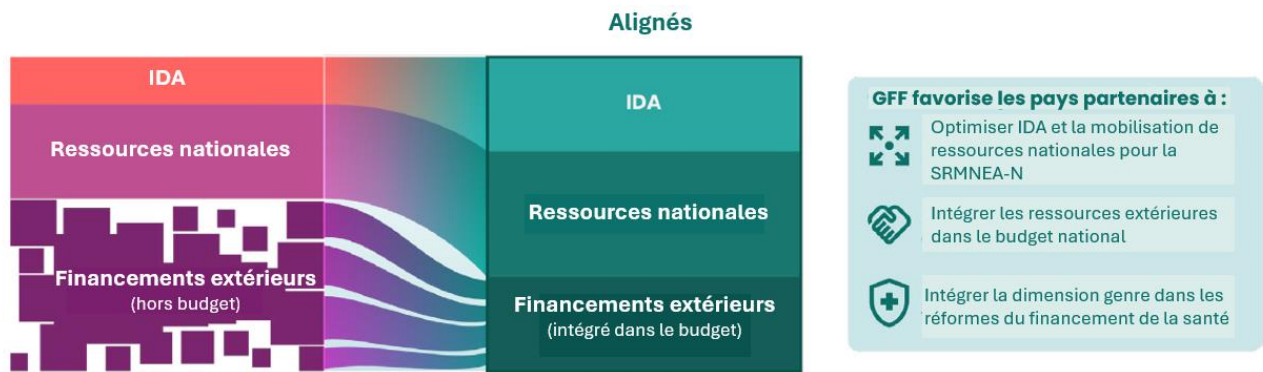 Alignés
IDA
Ressources nationales
Financements extérieurs
(hors budget)
IDA
Ressources nationales
Financements extérieurs
(intégré dans le budget)
GFF favorise les pays partenaires à :
Optimiser IDA et la mobilisation de
ressources nationales pour la
SRMNEA-N
Intégrer les ressources extérieures
dans le budget national
Intégrer la dimension genre dans les
réformes du financement de la santé